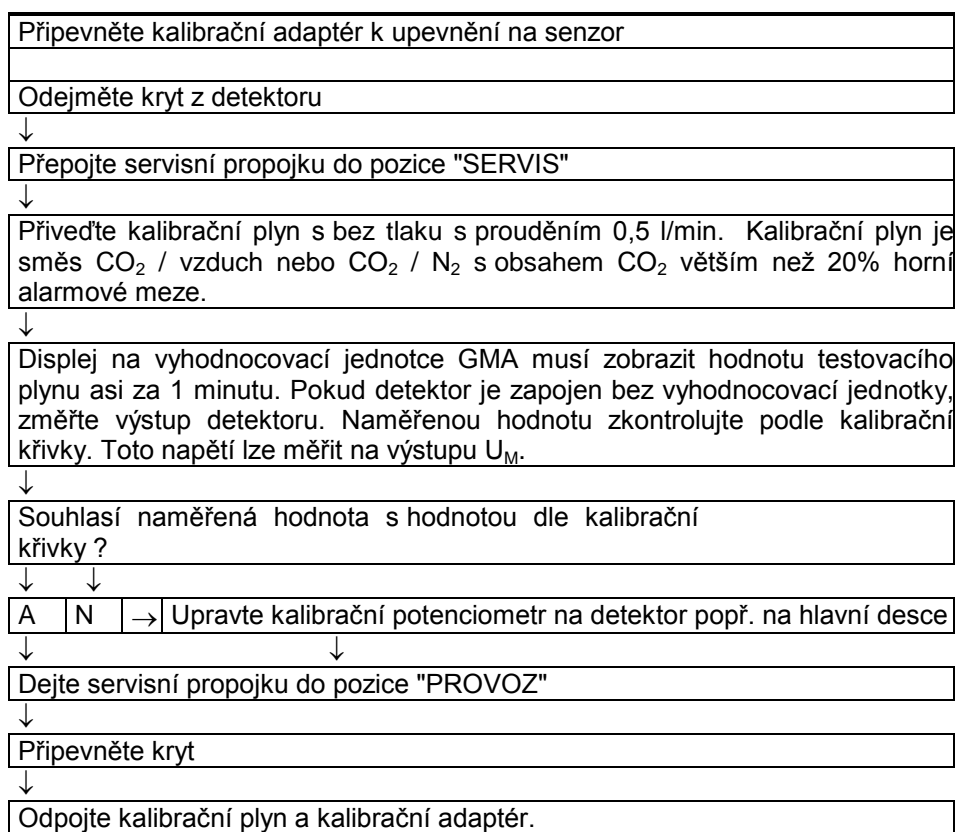 Připevněte kalibrační adaptér k upevnění na senzor
Odejměte kryt z detektoru
↓
Přepojte servisní propojku do pozice "SERVIS"
↓
Přiveďte kalibrační plyn s bez tlaku s prouděním 0,5 l/min. Kalibrační plyn je
směs CO₂ / vzduch nebo CO₂ / N₂ s obsahem CO₂ větším než 20% horní
alarmové meze.
↓
Displej na vyhodnocovací jednotce GMA musí zobrazit hodnotu testovacího
plynu asi za 1 minutu. Pokud detektor je zapojen bez vyhodnocovací jednotky,
změřte výstup detektoru. Naměřenou hodnotu zkontrolujte podle kalibrační
křivky. Toto napětí lze měřit na výstupu U_M.
↓
Souhlasí naměřená hodnota s hodnotou dle kalibrační
křivky ?
↓ ↓
A N → Upravte kalibrační potenciometr na detektor popř. na hlavní desce
↓ ↓
Dejte servisní propojku do pozice "PROVOZ"
↓
Připevněte kryt
↓
Odpojte kalibrační plyn a kalibrační adaptér.